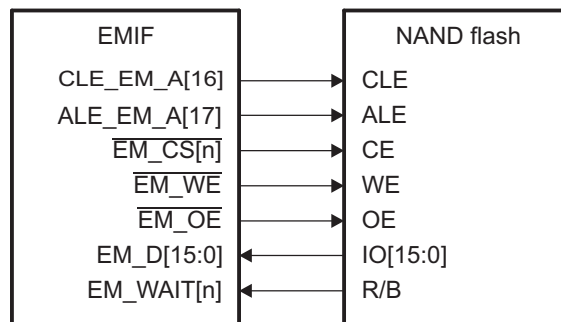 EMIF NAND flash
CLE_EM_A[16] CLE
ALE_EM_A[17] ALE
EM_CS[n] CE
EM_WE WE
EM_OE OE
EM_D[15:0] IO[15:0]
EM_WAIT[n] R/B